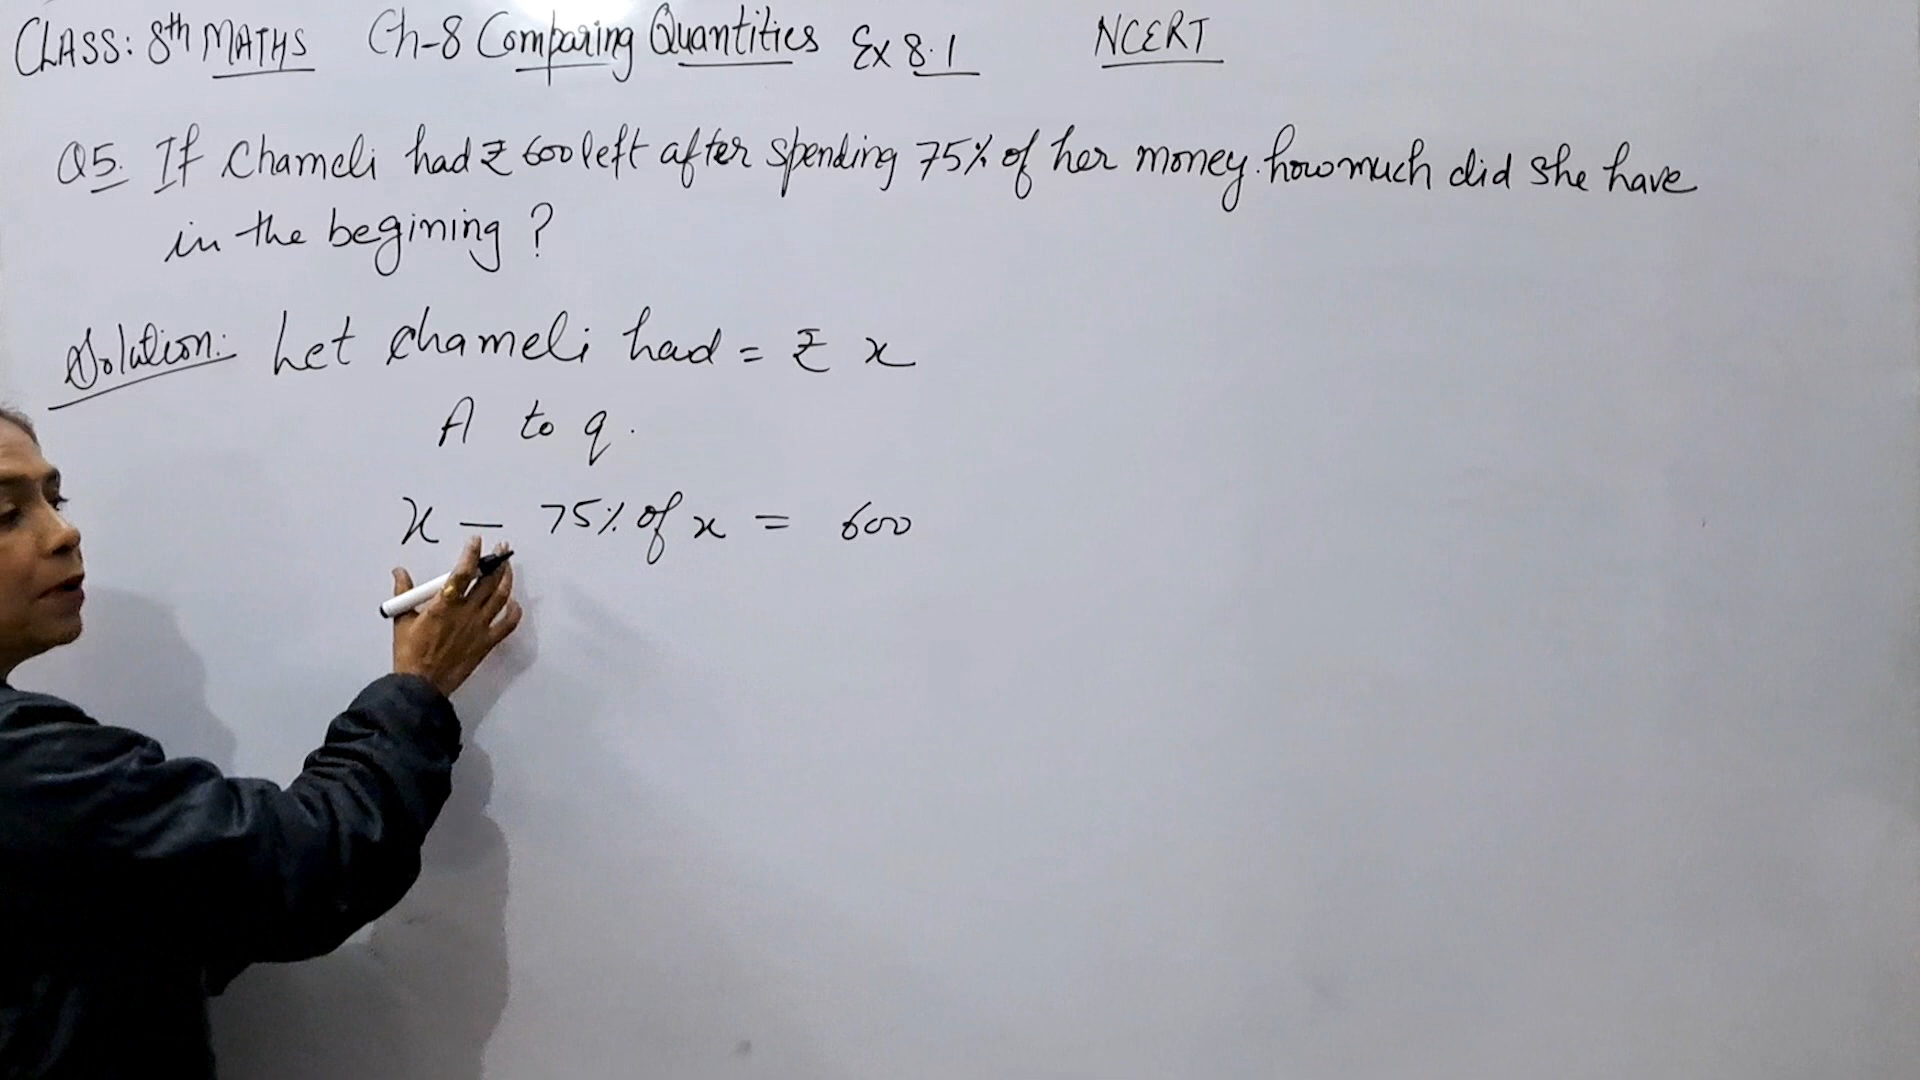 CLASS: 8th MATHS Ch-8 Comparing Quantities Ex 8.1 NCERT
Q5. If Chameli had ₹ 600 left after spending 75% of her money. how much did she have
in the begining ?
Solution: Let Chameli had = ₹ x
A to q.
x - 75% of x = 600